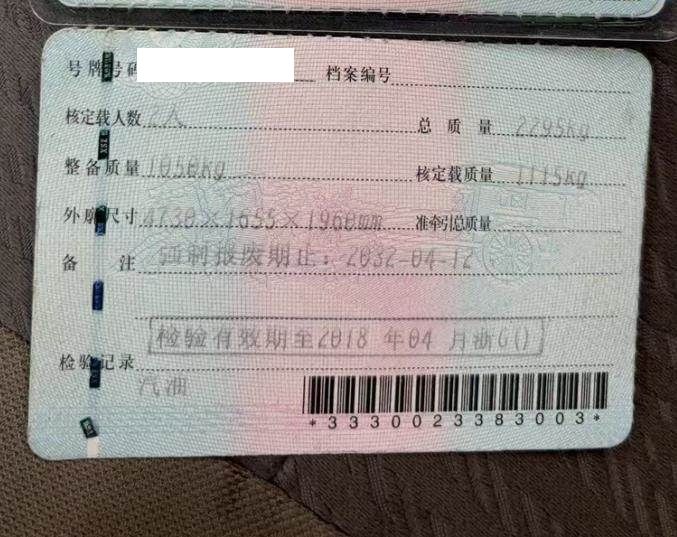 号牌号码 档案编号
核定载人数 2人 总质量 2295kg
整备质量 1050kg 核定载质量 1115kg
外廓尺寸 4730×1655×1960mm 准牵引总质量
备注 强制报废期止：2032-04-12
检验有效期至2018年04月浙G()
检验记录
汽油
*3330023383003*